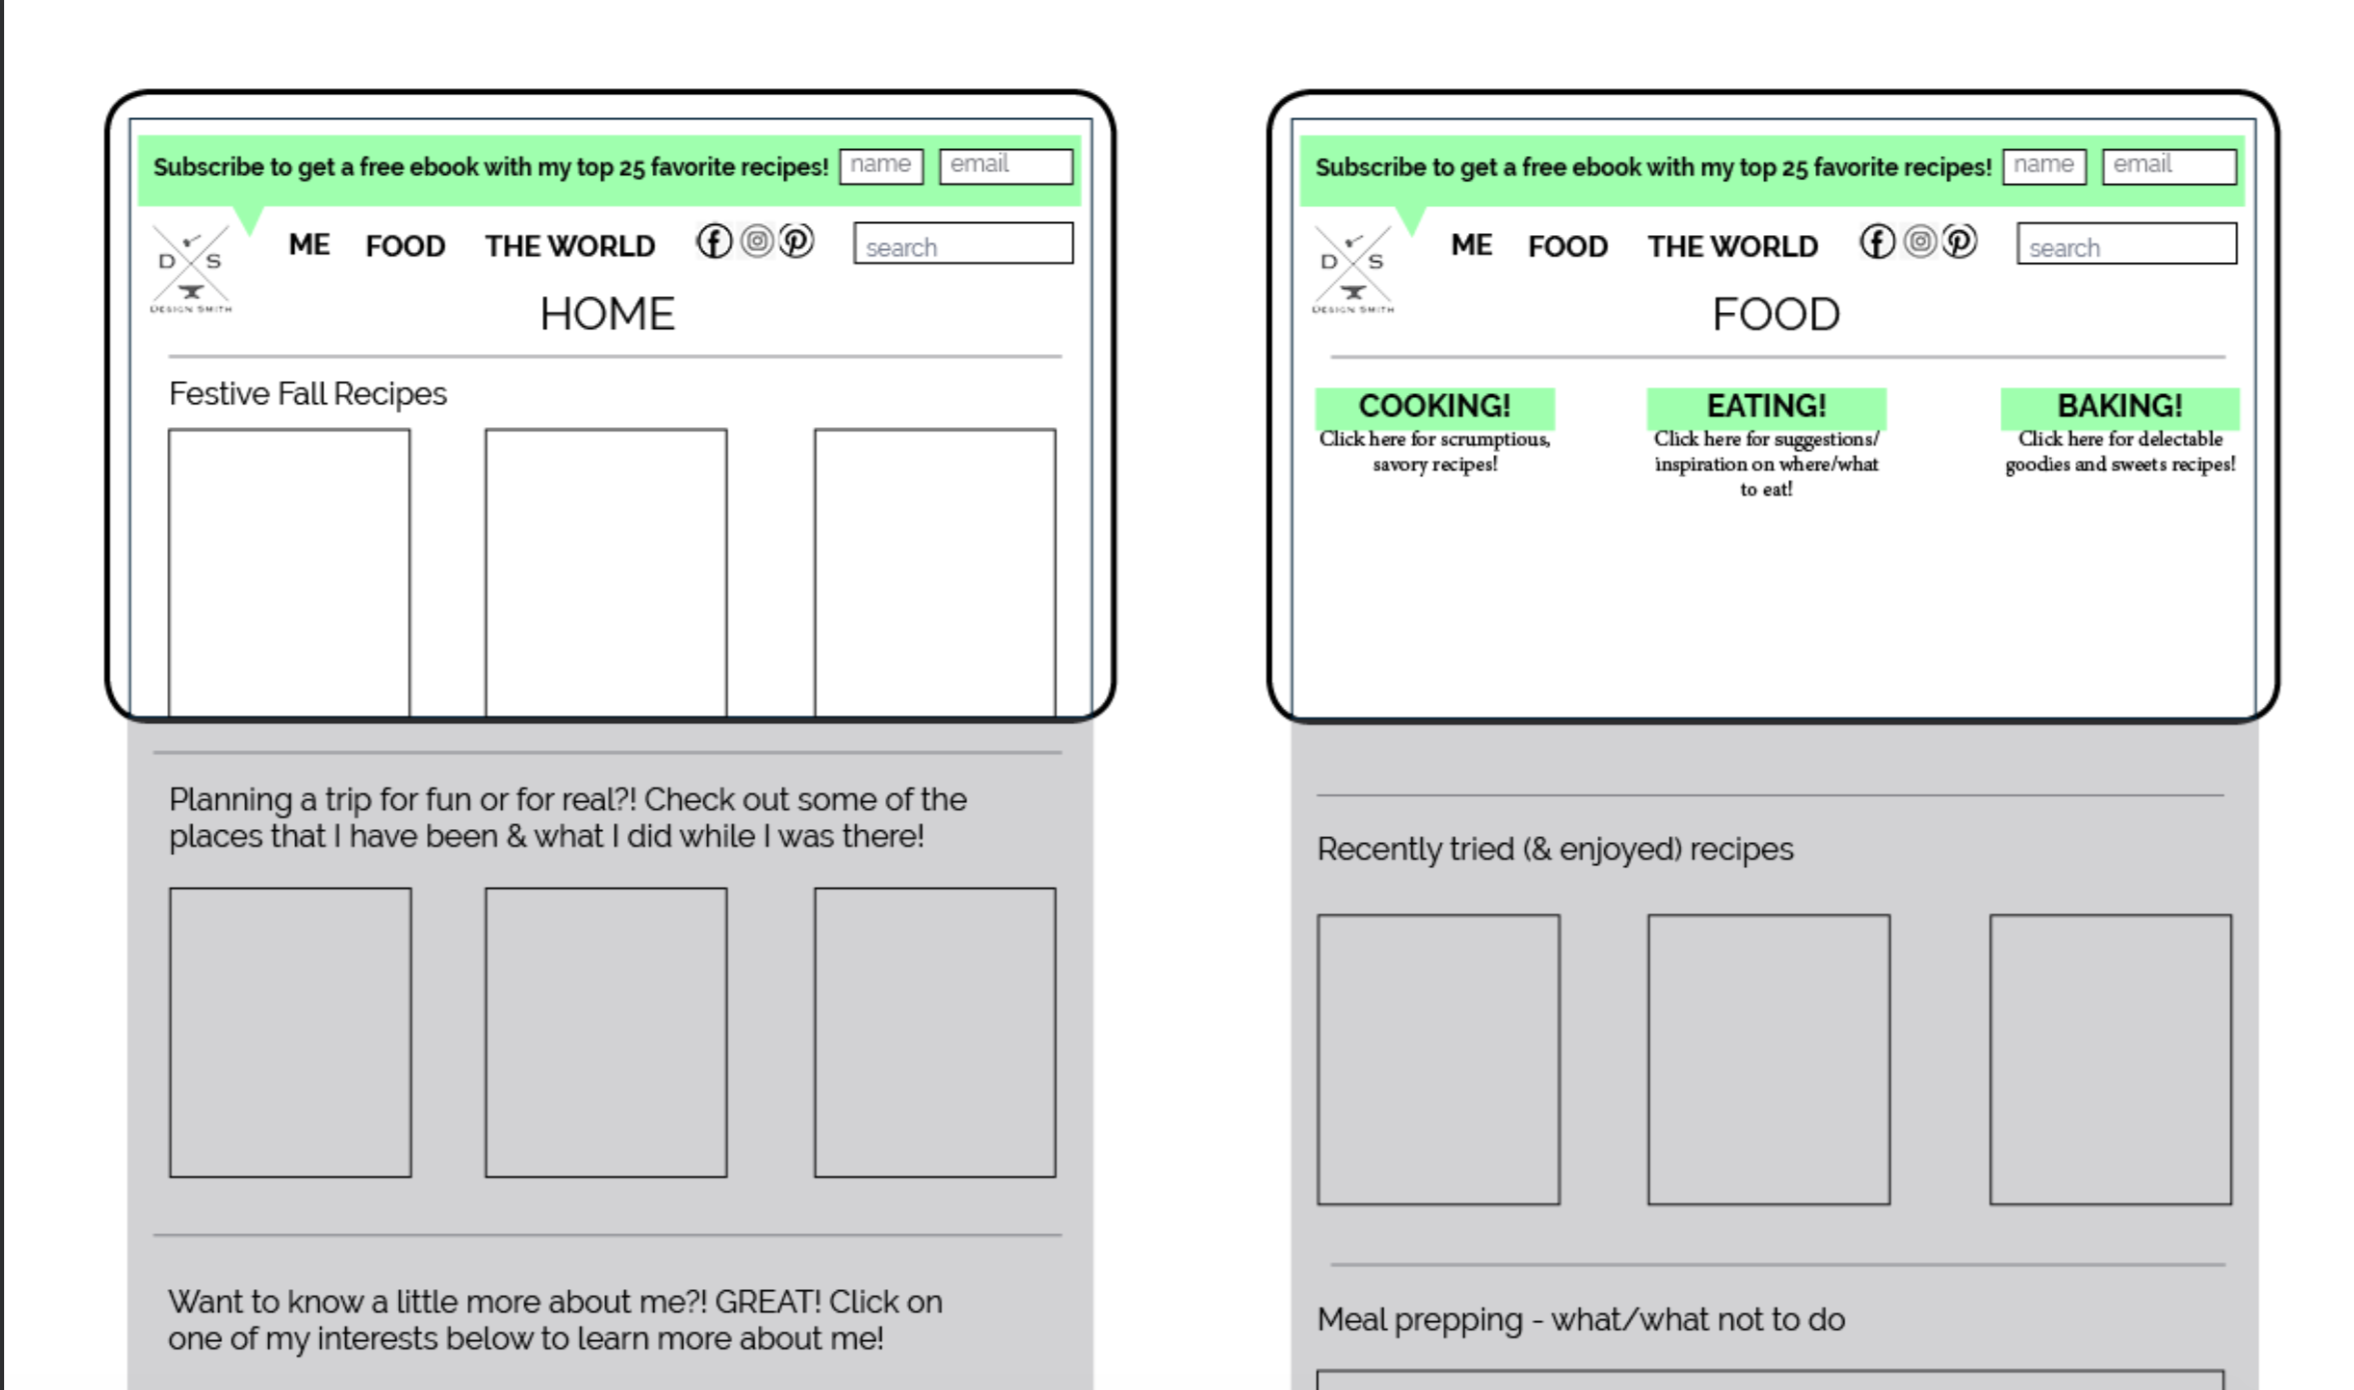 Subscribe to get a free ebook with my top 25 favorite recipes! name email
D S
DESIGN SMITH
ME FOOD THE WORLD search
HOME
Festive Fall Recipes
Planning a trip for fun or for real?! Check out some of the
places that I have been & what I did while I was there!
Want to know a little more about me?! GREAT! Click on
one of my interests below to learn more about me!
Subscribe to get a free ebook with my top 25 favorite recipes! name email
D S
DESIGN SMITH
ME FOOD THE WORLD search
FOOD
COOKING!
Click here for scrumptious,
savory recipes!
EATING!
Click here for suggestions/
inspiration on where/what
to eat!
BAKING!
Click here for delectable
goodies and sweets recipes!
Recently tried (& enjoyed) recipes
Meal prepping - what/what not to do